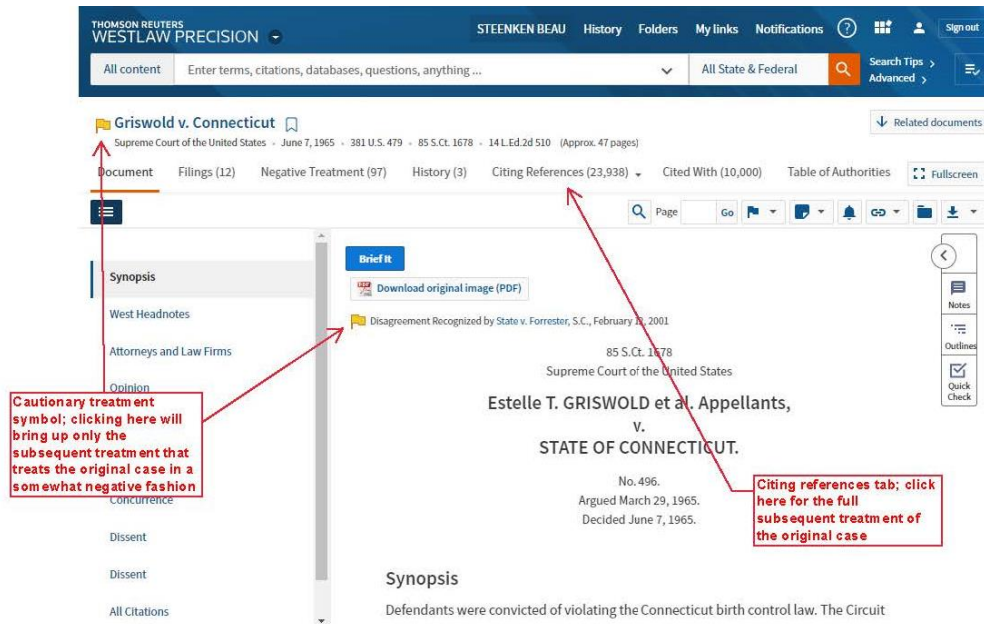 THOMSON REUTERS
WESTLAW PRECISION
STEENKEN BEAU History Folders My links Notifications ? Sign out
All content Enter terms, citations, databases, questions, anything ... All State & Federal Search Tips >
Advanced >
Griswold v. Connecticut
Related documents
Supreme Court of the United States - June 7, 1965 - 381 U.S. 479 - 85 S.Ct. 1678 - 14 L.Ed.2d 510 (Approx. 47 pages)
Document Filings (12) Negative Treatment (97) History (3) Citing References (23,938) Cited With (10,000) Table of Authorities Fullscreen
Page Go
Synopsis
West Headnotes
Attorneys and Law Firms
Opinion
Concurrence
Dissent
Dissent
All Citations
Cautionary treatment
symbol; clicking here will
bring up only the
subsequent treatment that
treats the original case in a
somewhat negative fashion
Brief It
Download original image (PDF)
Disagreement Recognized by State v. Forrester, S.C., February 12, 2001
85 S.Ct. 1678
Supreme Court of the United States
Estelle T. GRISWOLD et al. Appellants,
v.
STATE OF CONNECTICUT.
No. 496.
Argued March 29, 1965.
Decided June 7, 1965.
Citing references tab; click
here for the full
subsequent treatment of
the original case
Synopsis
Defendants were convicted of violating the Connecticut birth control law. The Circuit
Notes
Outlines
Quick
Check